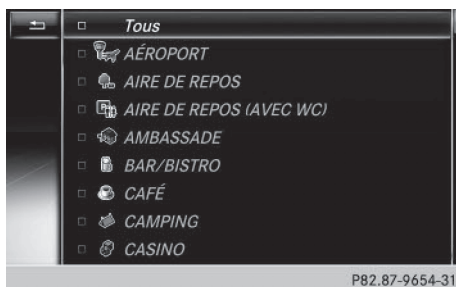 Tous
AÉROPORT
AIRE DE REPOS
AIRE DE REPOS (AVEC WC)
AMBASSADE
BAR/BISTRO
CAFÉ
CAMPING
CASINO
P82.87-9654-31